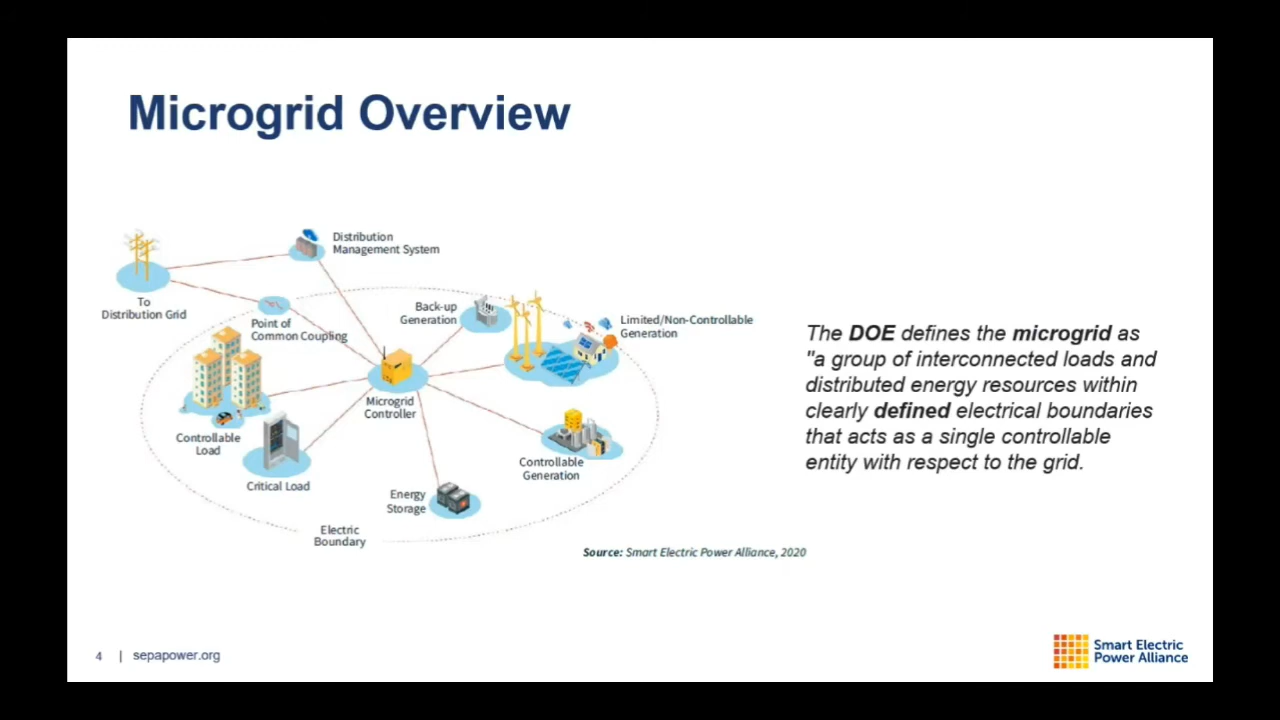 Microgrid Overview
Distribution
Management System
To
Distribution Grid
Point of
Common Coupling
Back-up
Generation
Limited/Non-Controllable
Generation
Microgrid
Controller
Controllable
Load
Critical Load
Controllable
Generation
Energy
Storage
Electric
Boundary
Source: Smart Electric Power Alliance, 2020
The DOE defines the microgrid as
"a group of interconnected loads and
distributed energy resources within
clearly defined electrical boundaries
that acts as a single controllable
entity with respect to the grid.
4 | sepapower.org
Smart Electric
Power Alliance